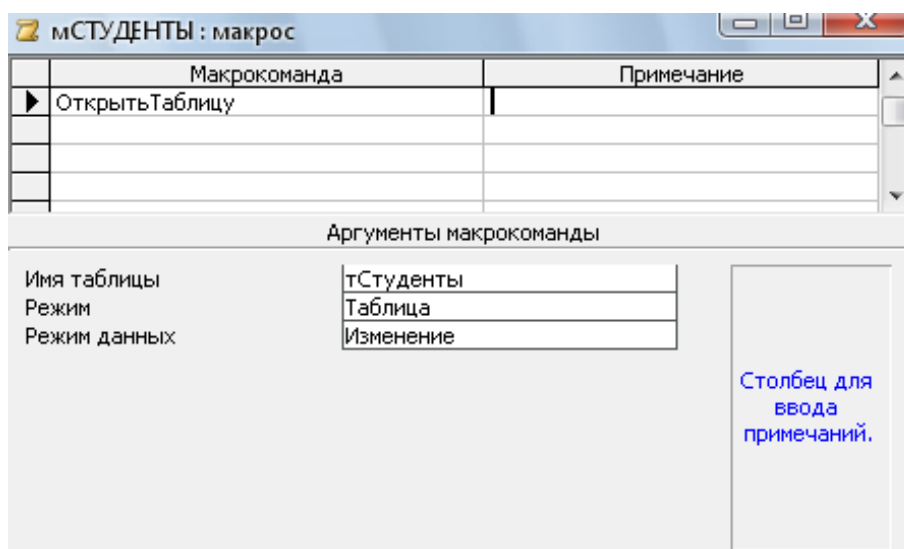 мСТУДЕНТЫ : макрос
Макрокоманда Примечание
ОткрытьТаблицу
Аргументы макрокоманды
Имя таблицы тСтуденты
Режим Таблица
Режим данных Изменение
Столбец для
ввода
примечаний.